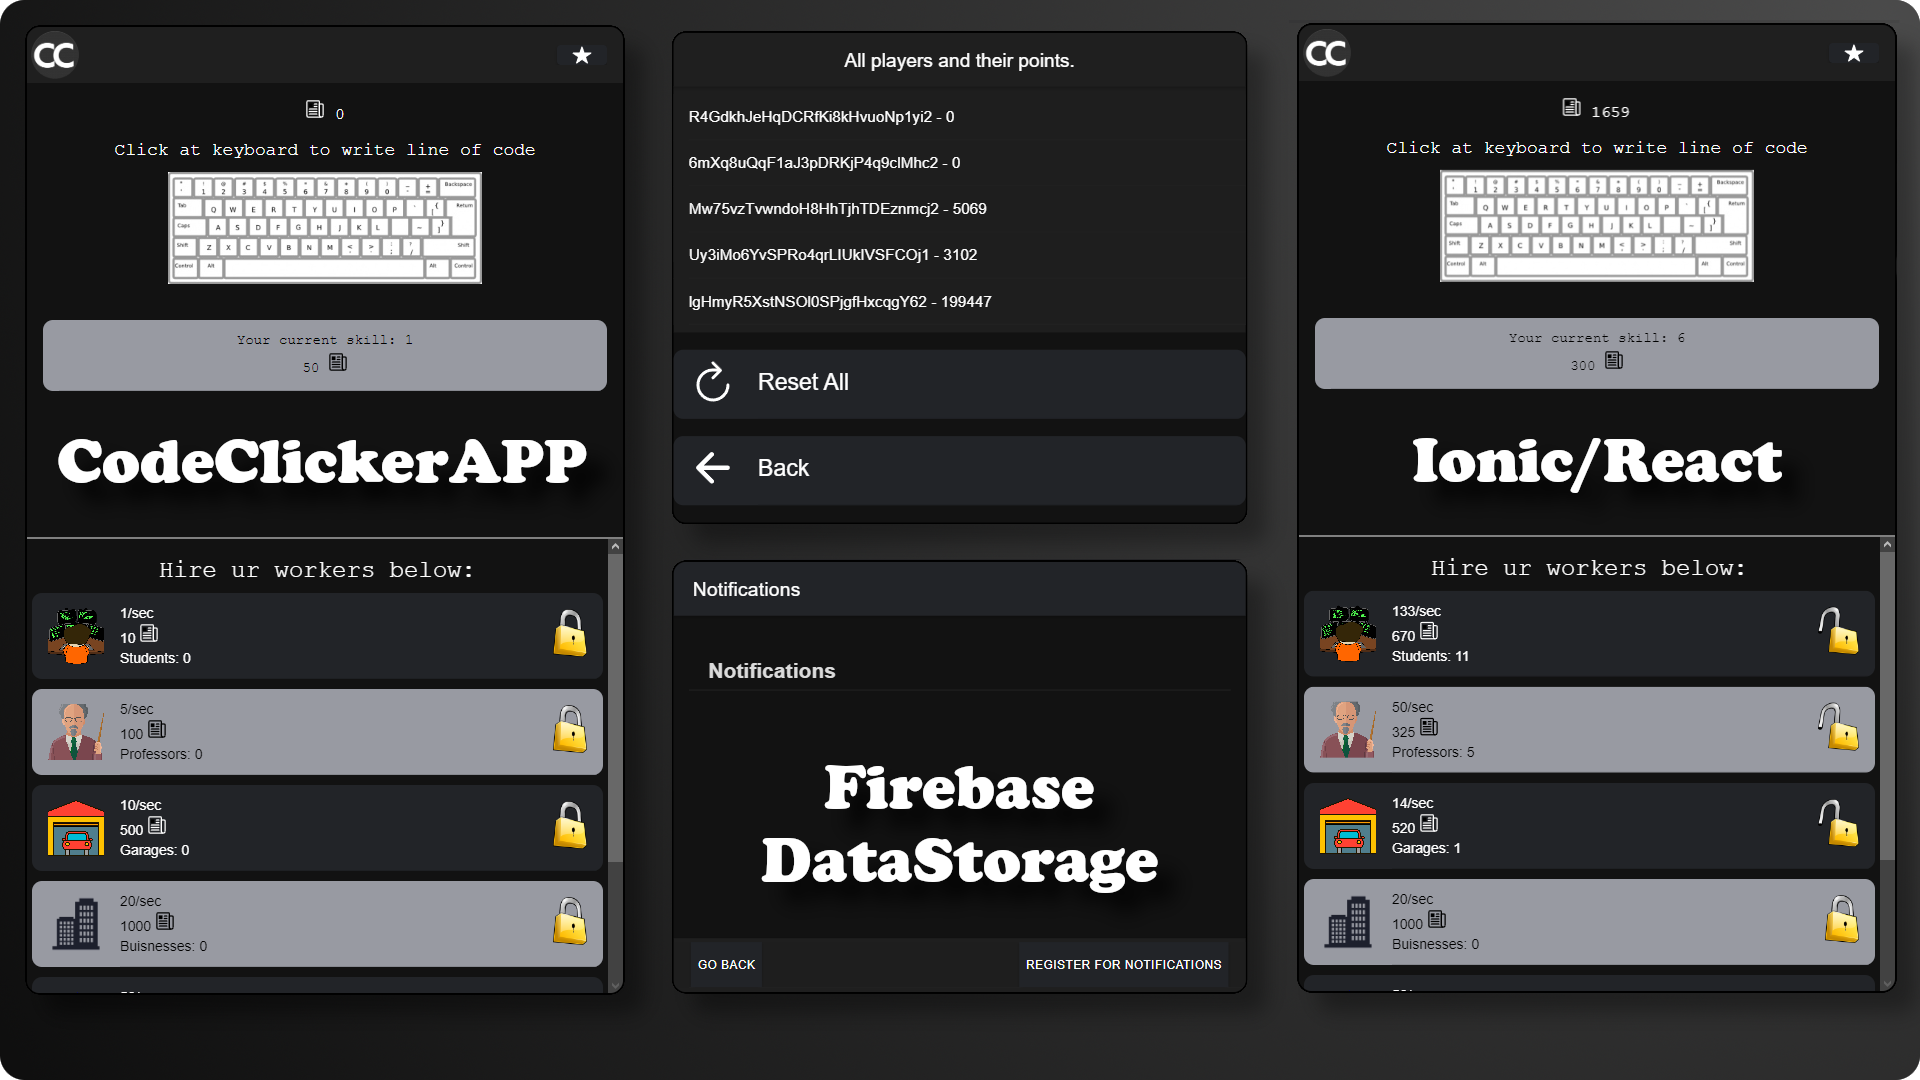 CC
0
Click at keyboard to write line of code
Your current skill: 1
50
CodeClickerAPP
Hire ur workers below:
1/sec
10
Students: 0
5/sec
100
Professors: 0
10/sec
500
Garages: 0
20/sec
1000
Buisnesses: 0
All players and their points.
R4GdkhJeHqDCRfKi8kHvuoNp1yi2 - 0
6mXq8uQqF1aJ3pDRKjP4q9clMhc2 - 0
Mw75vzTvwndoH8HhTjhTDEznmcj2 - 5069
Uy3iMo6YvSPRo4qrLIUklVSFCOj1 - 3102
IgHmyR5XstNSOl0SPjgfHxcqgY62 - 199447
Reset All
Back
Notifications
Notifications
Firebase
DataStorage
GO BACK
REGISTER FOR NOTIFICATIONS
CC
1659
Click at keyboard to write line of code
Your current skill: 6
300
Ionic/React
Hire ur workers below:
133/sec
670
Students: 11
50/sec
325
Professors: 5
14/sec
520
Garages: 1
20/sec
1000
Buisnesses: 0